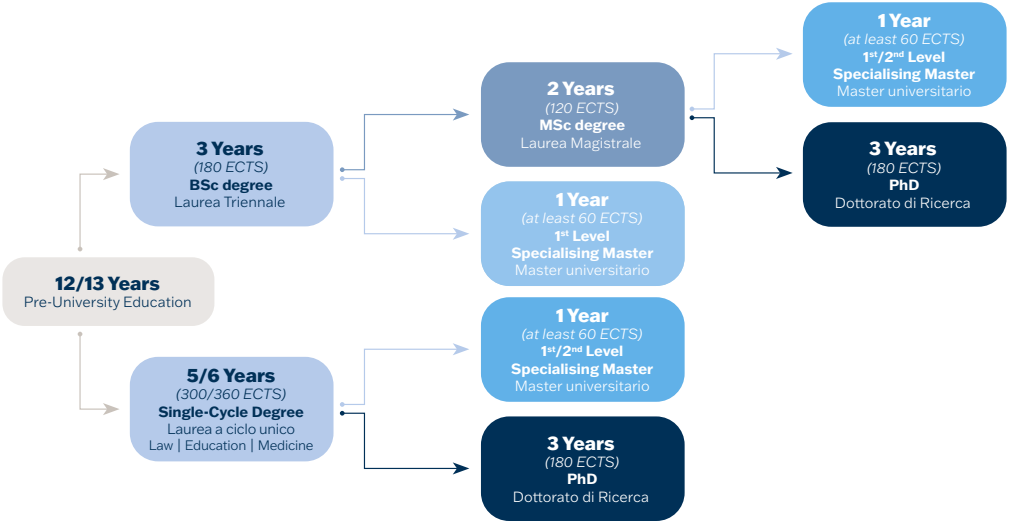 12/13 Years
Pre-University Education
3 Years
(180 ECTS)
BSc degree
Laurea Triennale
2 Years
(120 ECTS)
MSc degree
Laurea Magistrale
1 Year
(at least 60 ECTS)
1st/2nd Level
Specialising Master
Master universitario
3 Years
(180 ECTS)
PhD
Dottorato di Ricerca
1 Year
(at least 60 ECTS)
1st Level
Specialising Master
Master universitario
5/6 Years
(300/360 ECTS)
Single-Cycle Degree
Laurea a ciclo unico
Law | Education | Medicine
1 Year
(at least 60 ECTS)
1st/2nd Level
Specialising Master
Master universitario
3 Years
(180 ECTS)
PhD
Dottorato di Ricerca